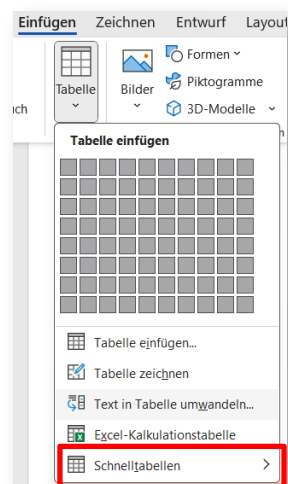 Einfügen Zeichnen Entwurf Layout
Tabelle
Bilder
Formen
Piktogramme
3D-Modelle
Tabelle einfügen
Tabelle einfügen...
Tabelle zeichnen
Text in Tabelle umwandeln...
Excel-Kalkulationstabelle
Schnelltabellen